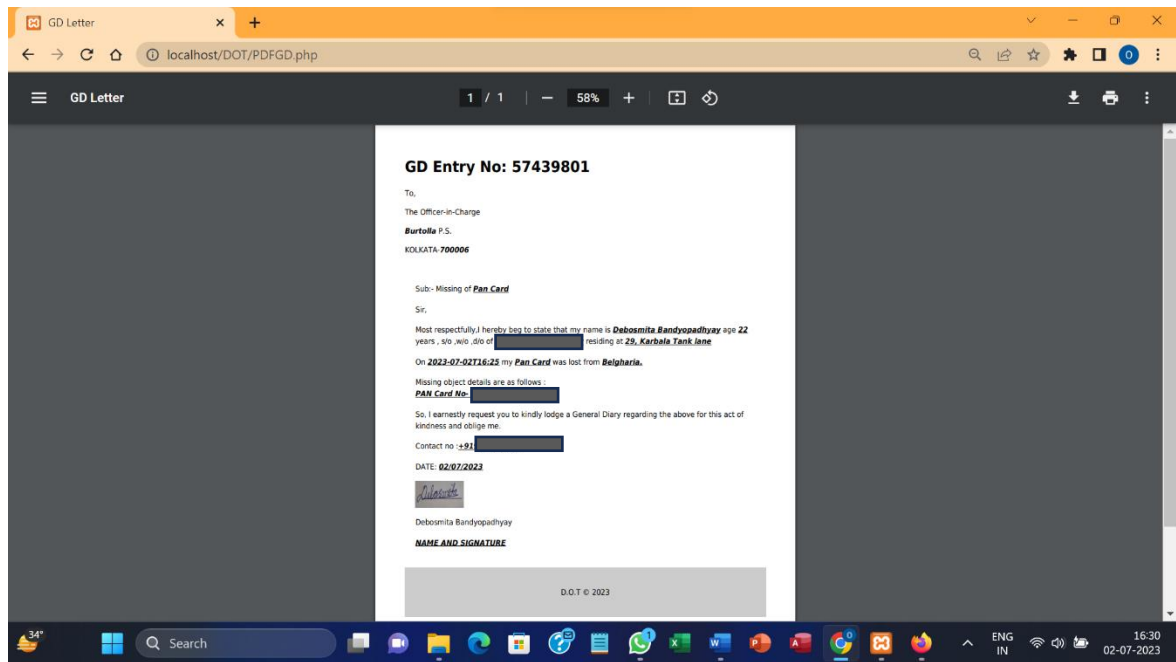 GD Letter
localhost/DOT/PDFGD.php
O
GD Letter
1 / 1
58%
GD Entry No: 57439801
To,
The Officer-in-Charge
Burtolla P.S.
KOLKATA-700006
Sub:- Missing of Pan Card
Sir,
Most respectfully,I hereby beg to state that my name is Debosmita Bandyopadhyay age 22
years , s/o ,w/o ,d/o of residing at 29, Karbala Tank lane
On 2023-07-02T16:25 my Pan Card was lost from Belgharia.
Missing object details are as follows :
PAN Card No-
So, I earnestly request you to kindly lodge a General Diary regarding the above for this act of
kindness and oblige me.
Contact no :+91
DATE: 02/07/2023
Debosmita
Debosmita Bandyopadhyay
NAME AND SIGNATURE
D.O.T © 2023
34°
Search
ENG
IN
16:30
02-07-2023